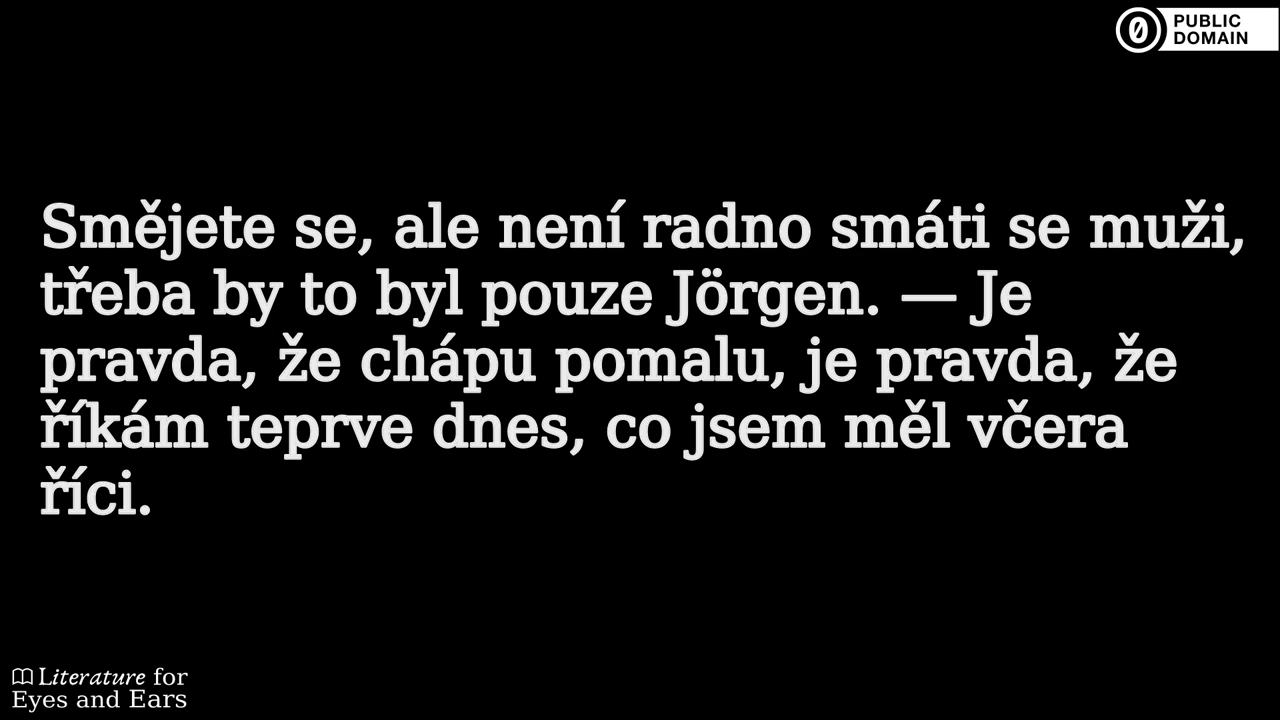 PUBLIC
DOMAIN
Smějete se, ale není radno smáti se muži,
třeba by to byl pouze Jörgen. — Je
pravda, že chápu pomalu, je pravda, že
říkám teprve dnes, co jsem měl včera
říci.
Literature for
Eyes and Ears